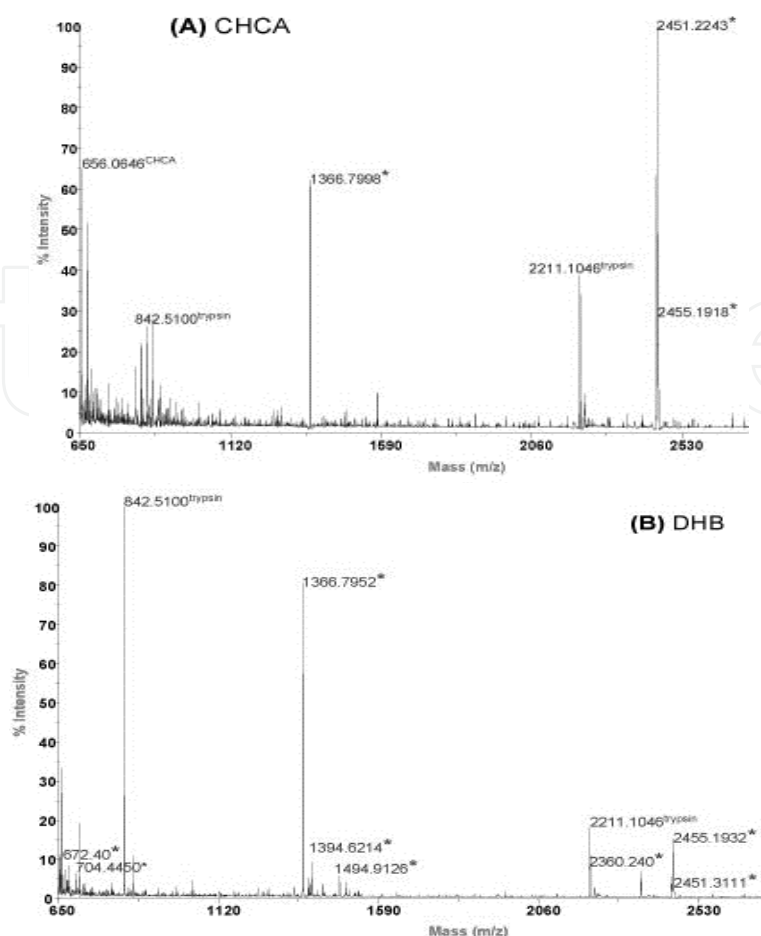 (A) CHCA
100
90
80
70
60
50
40
30
20
10
0
% Intensity
656.0646CHCA
842.5100trypsin
1366.7998*
2211.1046trypsin
2451.2243*
2455.1918*
650 1120 1590 2060 2530
Mass (m/z)
(B) DHB
100
90
80
70
60
50
40
30
20
10
0
% Intensity
842.5100trypsin
1366.7952*
672.40*
704.4450*
1394.6214*
1494.9126*
2211.1046trypsin
2360.240*
2455.1932*
2451.3111*
650 1120 1590 2060 2530
Mass (m/z)